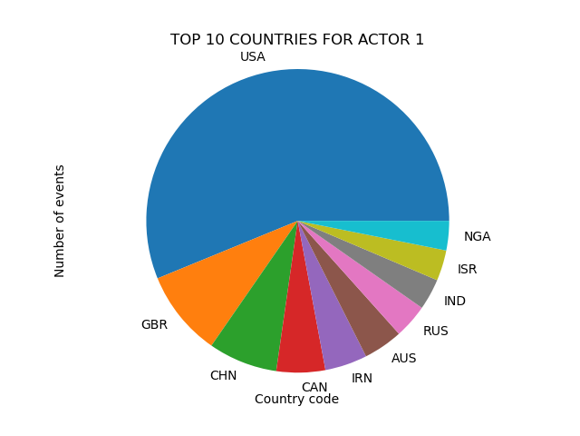 TOP 10 COUNTRIES FOR ACTOR 1
USA
Number of events
NGA
ISR
IND
GBR
RUS
AUS
CHN
IRN
CAN
Country code